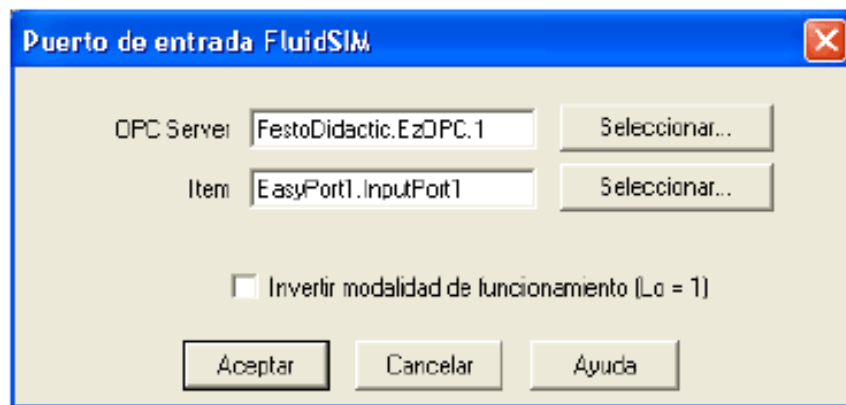 Puerto de entrada FluidSIM
OPC Server FestoDidactic.EzOPC.1 Seleccionar...
Item EasyPort1.InputPort1 Seleccionar...
Invertir modalidad de funcionamiento (Lo = 1)
Aceptar Cancelar Ayuda